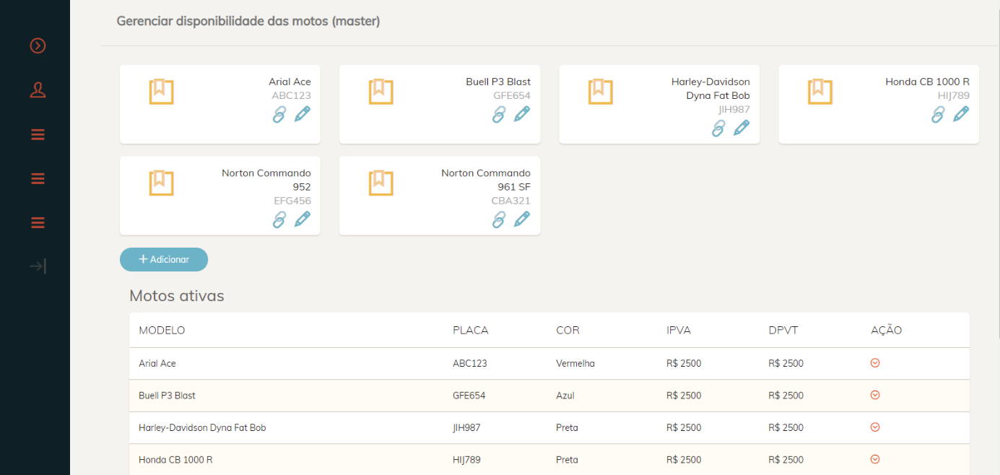 Gerenciar disponibilidade das motos (master)
Arial Ace
ABC123
Buell P3 Blast
GFE654
Harley-Davidson
Dyna Fat Bob
JIH987
Honda CB 1000 R
HIJ789
Norton Commando
952
EFG456
Norton Commando
961 SF
CBA321
+ Adicionar
Motos ativas
MODELO PLACA COR IPVA DPVT AÇÃO
Arial Ace ABC123 Vermelha R$ 2500 R$ 2500
Buell P3 Blast GFE654 Azul R$ 2500 R$ 2500
Harley-Davidson Dyna Fat Bob JIH987 Preta R$ 2500 R$ 2500
Honda CB 1000 R HIJ789 Preta R$ 2500 R$ 2500